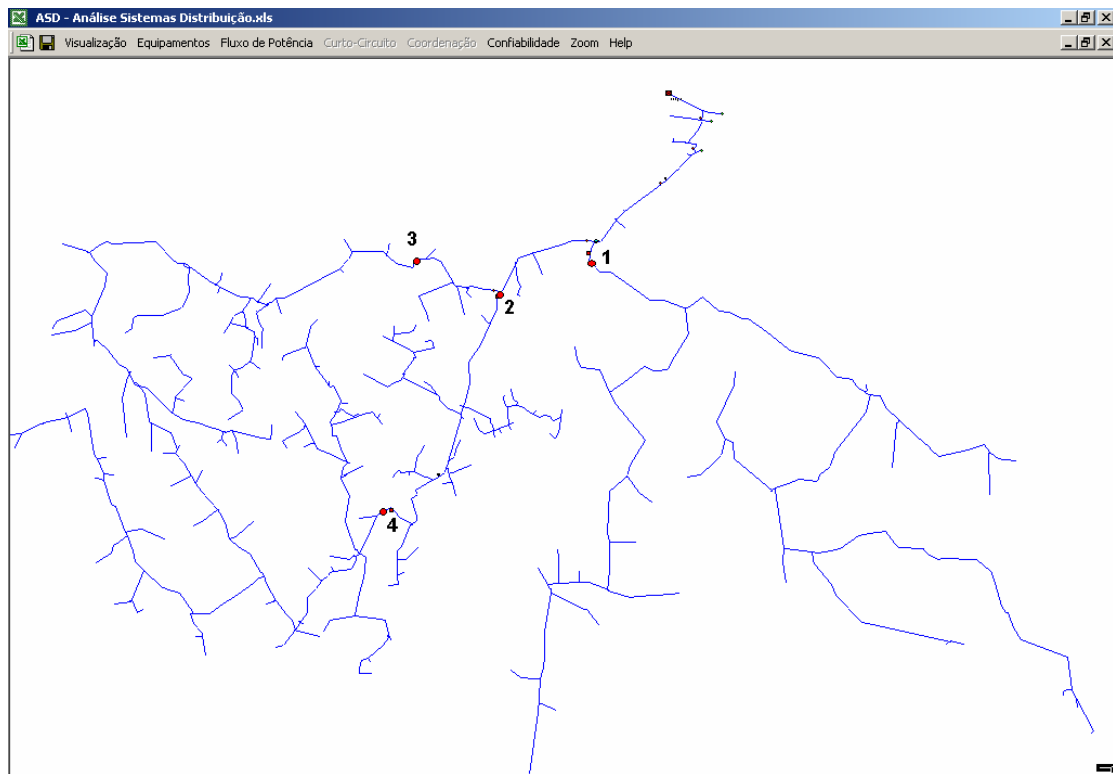 ASD - Análise Sistemas Distribuição.xls
Visualização Equipamentos Fluxo de Potência Curto-Circuito Coordenação Confiabilidade Zoom Help
3
1
2
4